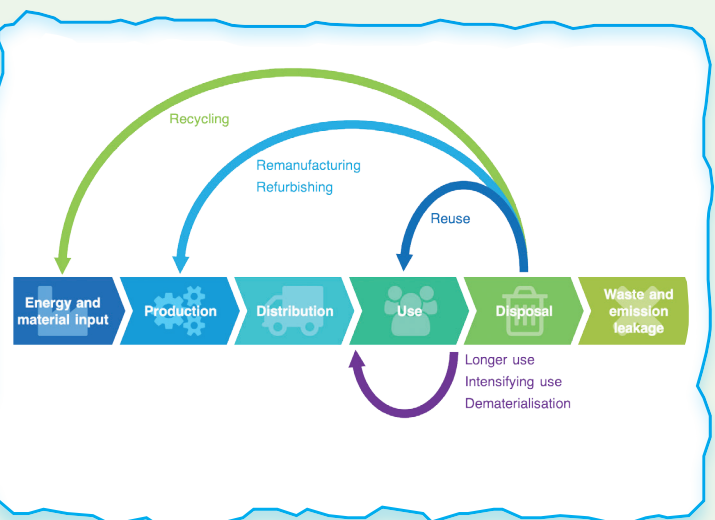 Recycling
Remanufacturing
Refurbishing
Reuse
Energy and
material input
Production
Distribution
Use
Disposal
Waste and
emission
leakage
Longer use
Intensifying use
Dematerialisation